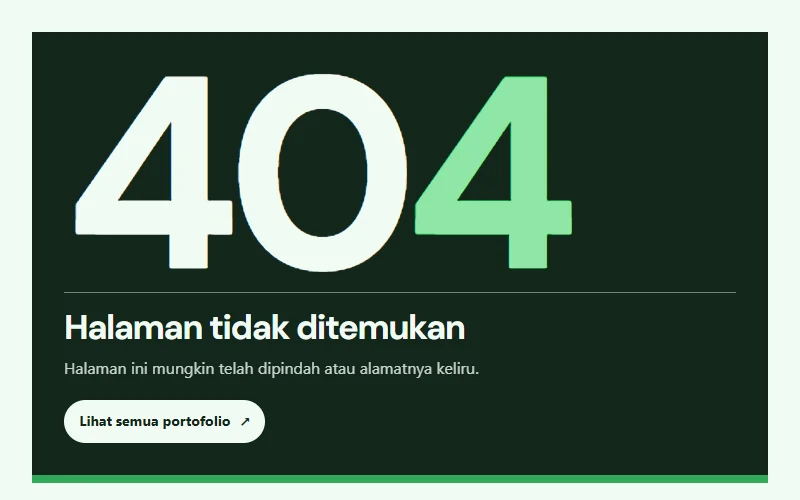 404
Halaman tidak ditemukan
Halaman ini mungkin telah dipindah atau alamatnya keliru.
Lihat semua portofolio ↗